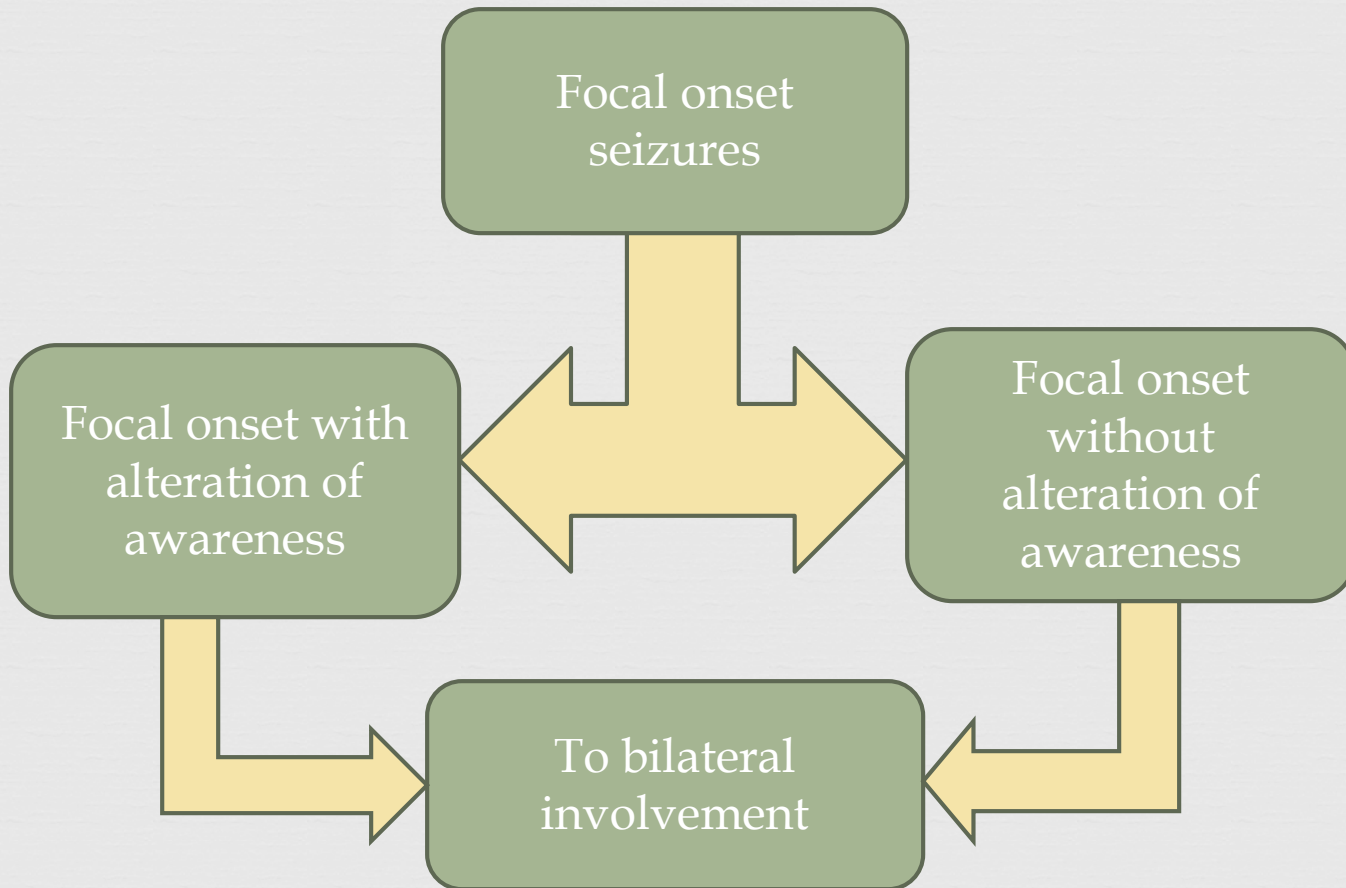 Focal onset
seizures
Focal onset with
alteration of
awareness
Focal onset
without
alteration of
awareness
To bilateral
involvement